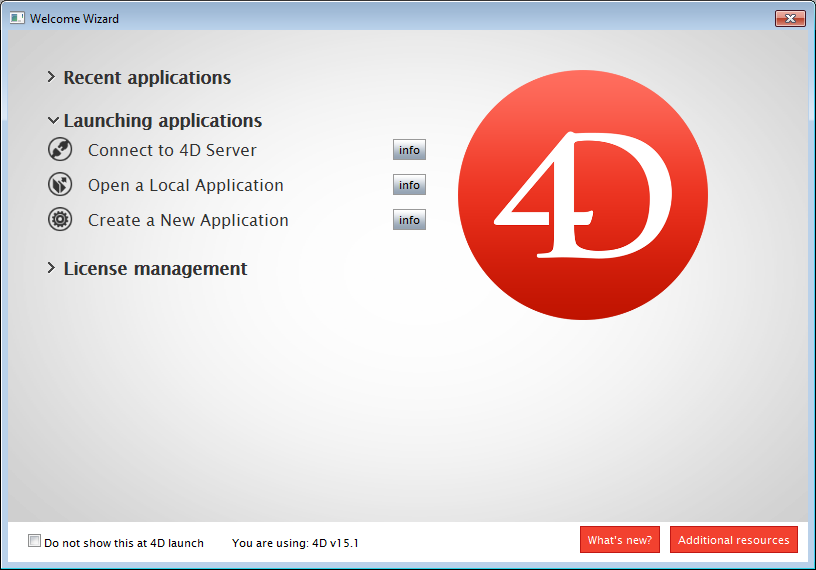 Welcome Wizard
Recent applications
Launching applications
Connect to 4D Server info
Open a Local Application info
Create a New Application info
License management
4D
Do not show this at 4D launch You are using: 4D v15.1 What's new? Additional resources